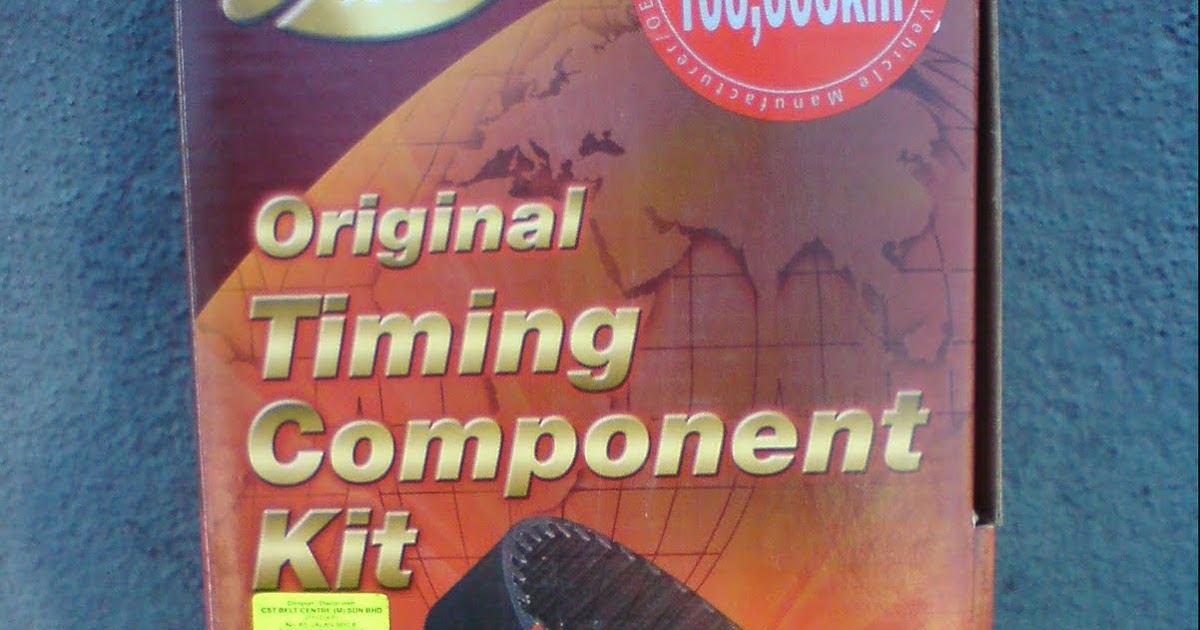 100,000km
Vehicle Manufacturer/OE
Original
Timing
Component
Kit
CST BELT CENTRE (M) SDN BHD